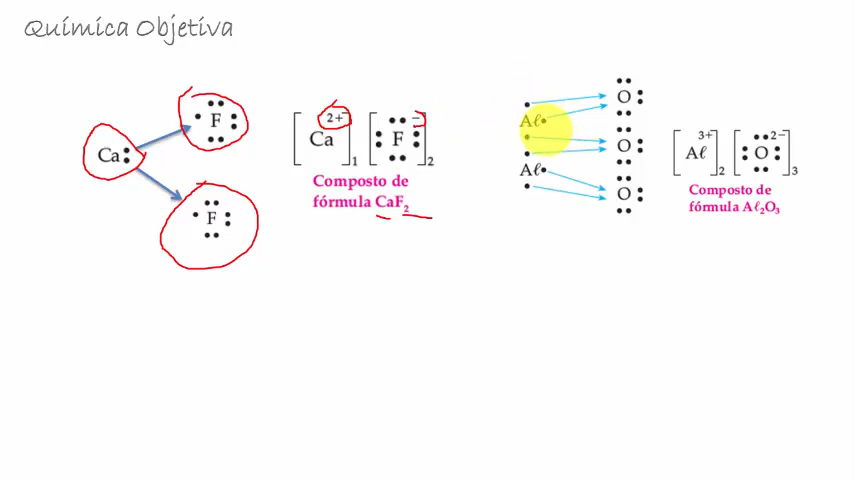 Química Objetiva
Ca
F
F
[Ca]2+ 1 [F]− 2
Composto de
fórmula CaF2
Aℓ
Aℓ
O
O
O
[Aℓ]3+ 2 [O]2− 3
Composto de
fórmula Aℓ2O3